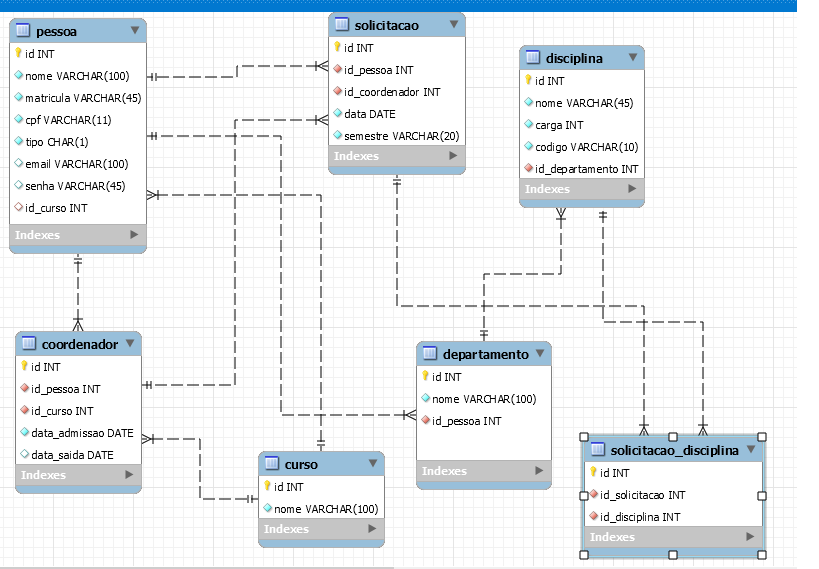 pessoa
id INT
nome VARCHAR(100)
matricula VARCHAR(45)
cpf VARCHAR(11)
tipo CHAR(1)
email VARCHAR(100)
senha VARCHAR(45)
id_curso INT
Indexes
solicitacao
id INT
id_pessoa INT
id_coordenador INT
data DATE
semestre VARCHAR(20)
Indexes
disciplina
id INT
nome VARCHAR(45)
carga INT
codigo VARCHAR(10)
id_departamento INT
Indexes
coordenador
id INT
id_pessoa INT
id_curso INT
data_admissao DATE
data_saida DATE
Indexes
curso
id INT
nome VARCHAR(100)
Indexes
departamento
id INT
nome VARCHAR(100)
id_pessoa INT
Indexes
solicitacao_disciplina
id INT
id_solicitacao INT
id_disciplina INT
Indexes